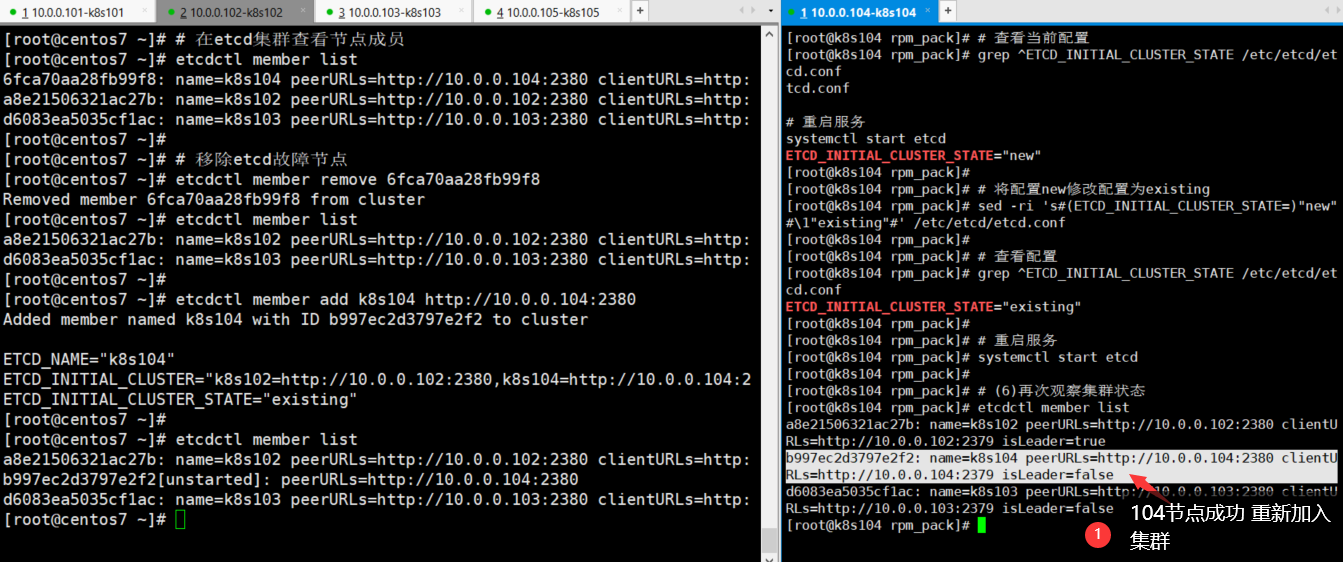 1 10.0.0.101-k8s101
2 10.0.0.102-k8s102
3 10.0.0.103-k8s103
4 10.0.0.105-k8s105
[root@centos7 ~]# # 在etcd集群查看节点成员
[root@centos7 ~]# etcdctl member list
6fca70aa28fb99f8: name=k8s104 peerURLs=http://10.0.0.104:2380 clientURLs=http:
a8e21506321ac27b: name=k8s102 peerURLs=http://10.0.0.102:2380 clientURLs=http:
d6083ea5035cf1ac: name=k8s103 peerURLs=http://10.0.0.103:2380 clientURLs=http:
[root@centos7 ~]#
[root@centos7 ~]# # 移除etcd故障节点
[root@centos7 ~]# etcdctl member remove 6fca70aa28fb99f8
Removed member 6fca70aa28fb99f8 from cluster
[root@centos7 ~]# etcdctl member list
a8e21506321ac27b: name=k8s102 peerURLs=http://10.0.0.102:2380 clientURLs=http:
d6083ea5035cf1ac: name=k8s103 peerURLs=http://10.0.0.103:2380 clientURLs=http:
[root@centos7 ~]#
[root@centos7 ~]# etcdctl member add k8s104 http://10.0.0.104:2380
Added member named k8s104 with ID b997ec2d3797e2f2 to cluster
ETCD_NAME="k8s104"
ETCD_INITIAL_CLUSTER="k8s102=http://10.0.0.102:2380,k8s104=http://10.0.0.104:2
ETCD_INITIAL_CLUSTER_STATE="existing"
[root@centos7 ~]#
[root@centos7 ~]# etcdctl member list
a8e21506321ac27b: name=k8s102 peerURLs=http://10.0.0.102:2380 clientURLs=http:
b997ec2d3797e2f2[unstarted]: peerURLs=http://10.0.0.104:2380
d6083ea5035cf1ac: name=k8s103 peerURLs=http://10.0.0.103:2380 clientURLs=http:
[root@centos7 ~]#
1 10.0.0.104-k8s104
[root@k8s104 rpm_pack]# # 查看当前配置
[root@k8s104 rpm_pack]# grep ^ETCD_INITIAL_CLUSTER_STATE /etc/etcd/et
cd.conf
tcd.conf
# 重启服务
systemctl start etcd
ETCD_INITIAL_CLUSTER_STATE="new"
[root@k8s104 rpm_pack]#
[root@k8s104 rpm_pack]# # 将配置new修改配置为existing
[root@k8s104 rpm_pack]# sed -ri 's#(ETCD_INITIAL_CLUSTER_STATE=)"new"
#\1"existing"#' /etc/etcd/etcd.conf
[root@k8s104 rpm_pack]#
[root@k8s104 rpm_pack]# # 查看配置
[root@k8s104 rpm_pack]# grep ^ETCD_INITIAL_CLUSTER_STATE /etc/etcd/et
cd.conf
ETCD_INITIAL_CLUSTER_STATE="existing"
[root@k8s104 rpm_pack]#
[root@k8s104 rpm_pack]# # 重启服务
[root@k8s104 rpm_pack]# systemctl start etcd
[root@k8s104 rpm_pack]#
[root@k8s104 rpm_pack]# # (6)再次观察集群状态
[root@k8s104 rpm_pack]# etcdctl member list
a8e21506321ac27b: name=k8s102 peerURLs=http://10.0.0.102:2380 clientU
RLs=http://10.0.0.102:2379 isLeader=true
b997ec2d3797e2f2: name=k8s104 peerURLs=http://10.0.0.104:2380 clientU
RLs=http://10.0.0.104:2379 isLeader=false
d6083ea5035cf1ac: name=k8s103 peerURLs=http://10.0.0.103:2380 clientU
RLs=http://10.0.0.103:2379 isLeader=false
[root@k8s104 rpm_pack]#
1
104节点成功 重新加入
集群